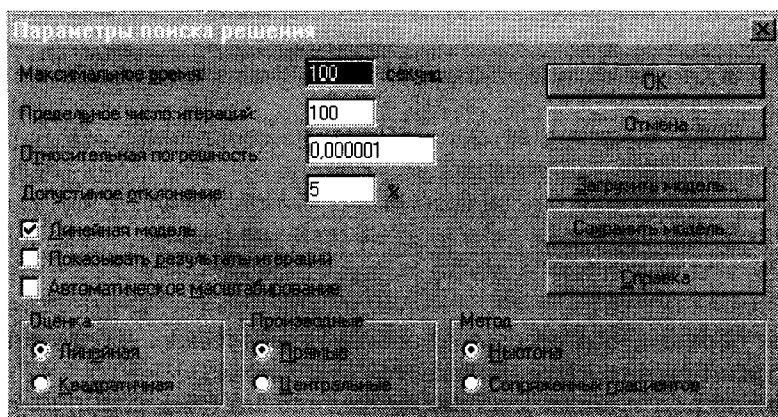 Параметры поиска решения
Максимальное время: 100 секунд
OK
Предельное число итераций: 100
Отмена
Относительная погрешность: 0,000001
Допустимое отклонение: 5 %
Загрузить модель...
Линейная модель
Сохранить модель...
Показывать результаты итераций
Автоматическое масштабирование
Справка
Оценка
Производные
Метод
Линейная
Прямые
Ньютона
Квадратичная
Центральные
Сопряженных градиентов